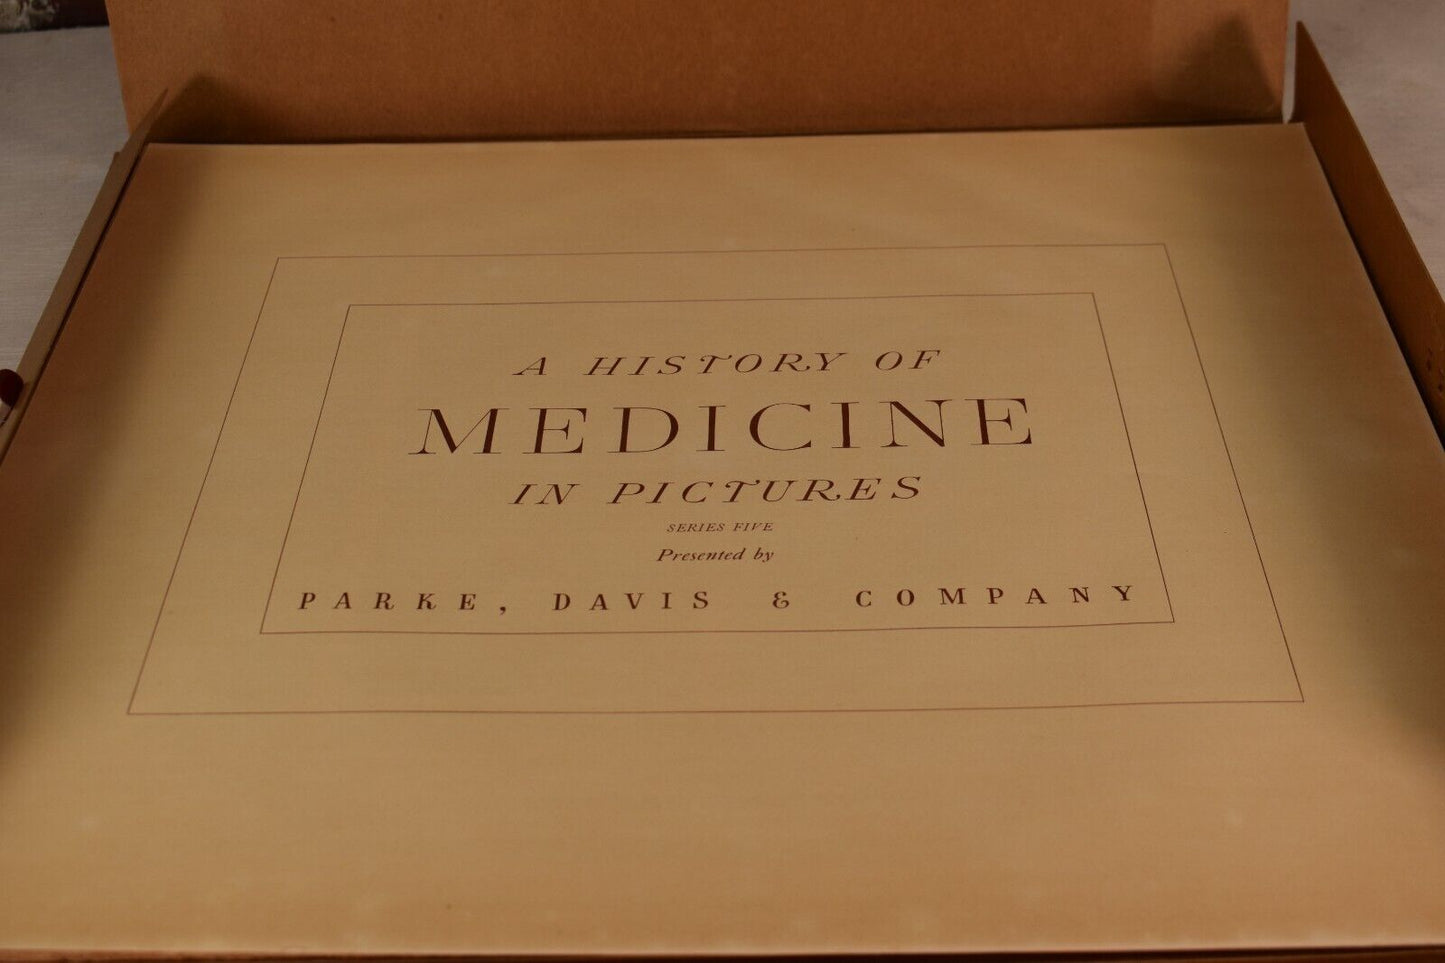 A HISTORY OF
MEDICINE
IN PICTURES
SERIES FIVE
Presented by
PARKE, DAVIS & COMPANY